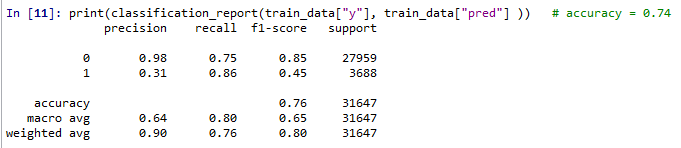 In [11]: print(classification_report(train_data["y"], train_data["pred"] ))   # accuracy = 0.74
              precision    recall  f1-score   support

           0       0.98      0.75      0.85     27959
           1       0.31      0.86      0.45      3688

    accuracy                           0.76     31647
   macro avg       0.64      0.80      0.65     31647
weighted avg       0.90      0.76      0.80     31647